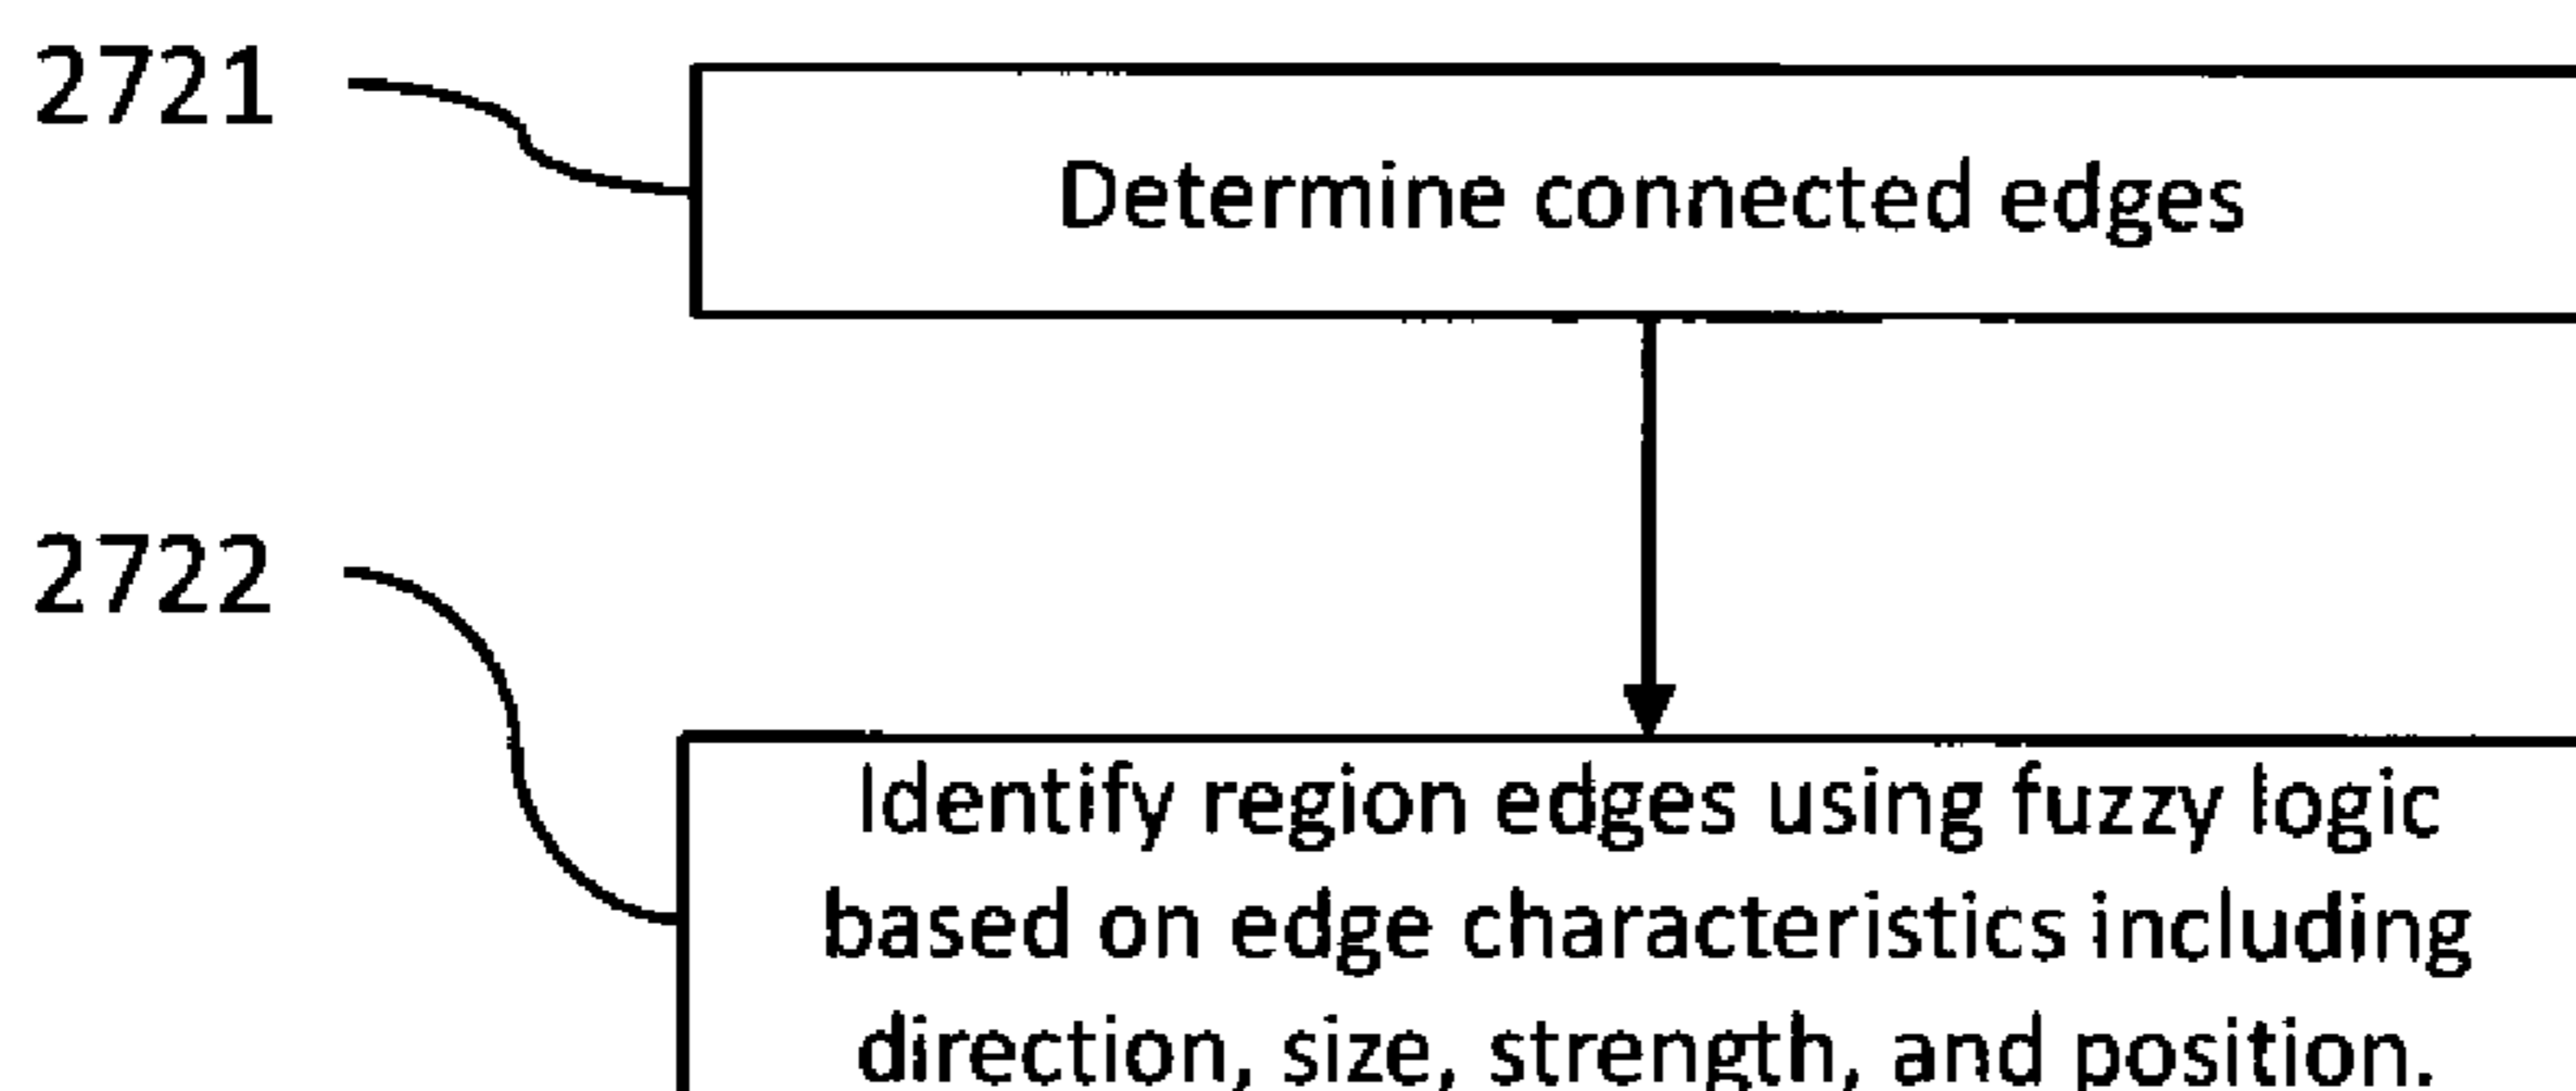 2721
Determine connected edges
2722
Identify region edges using fuzzy logic
based on edge characteristics including
direction, size, strength, and position.